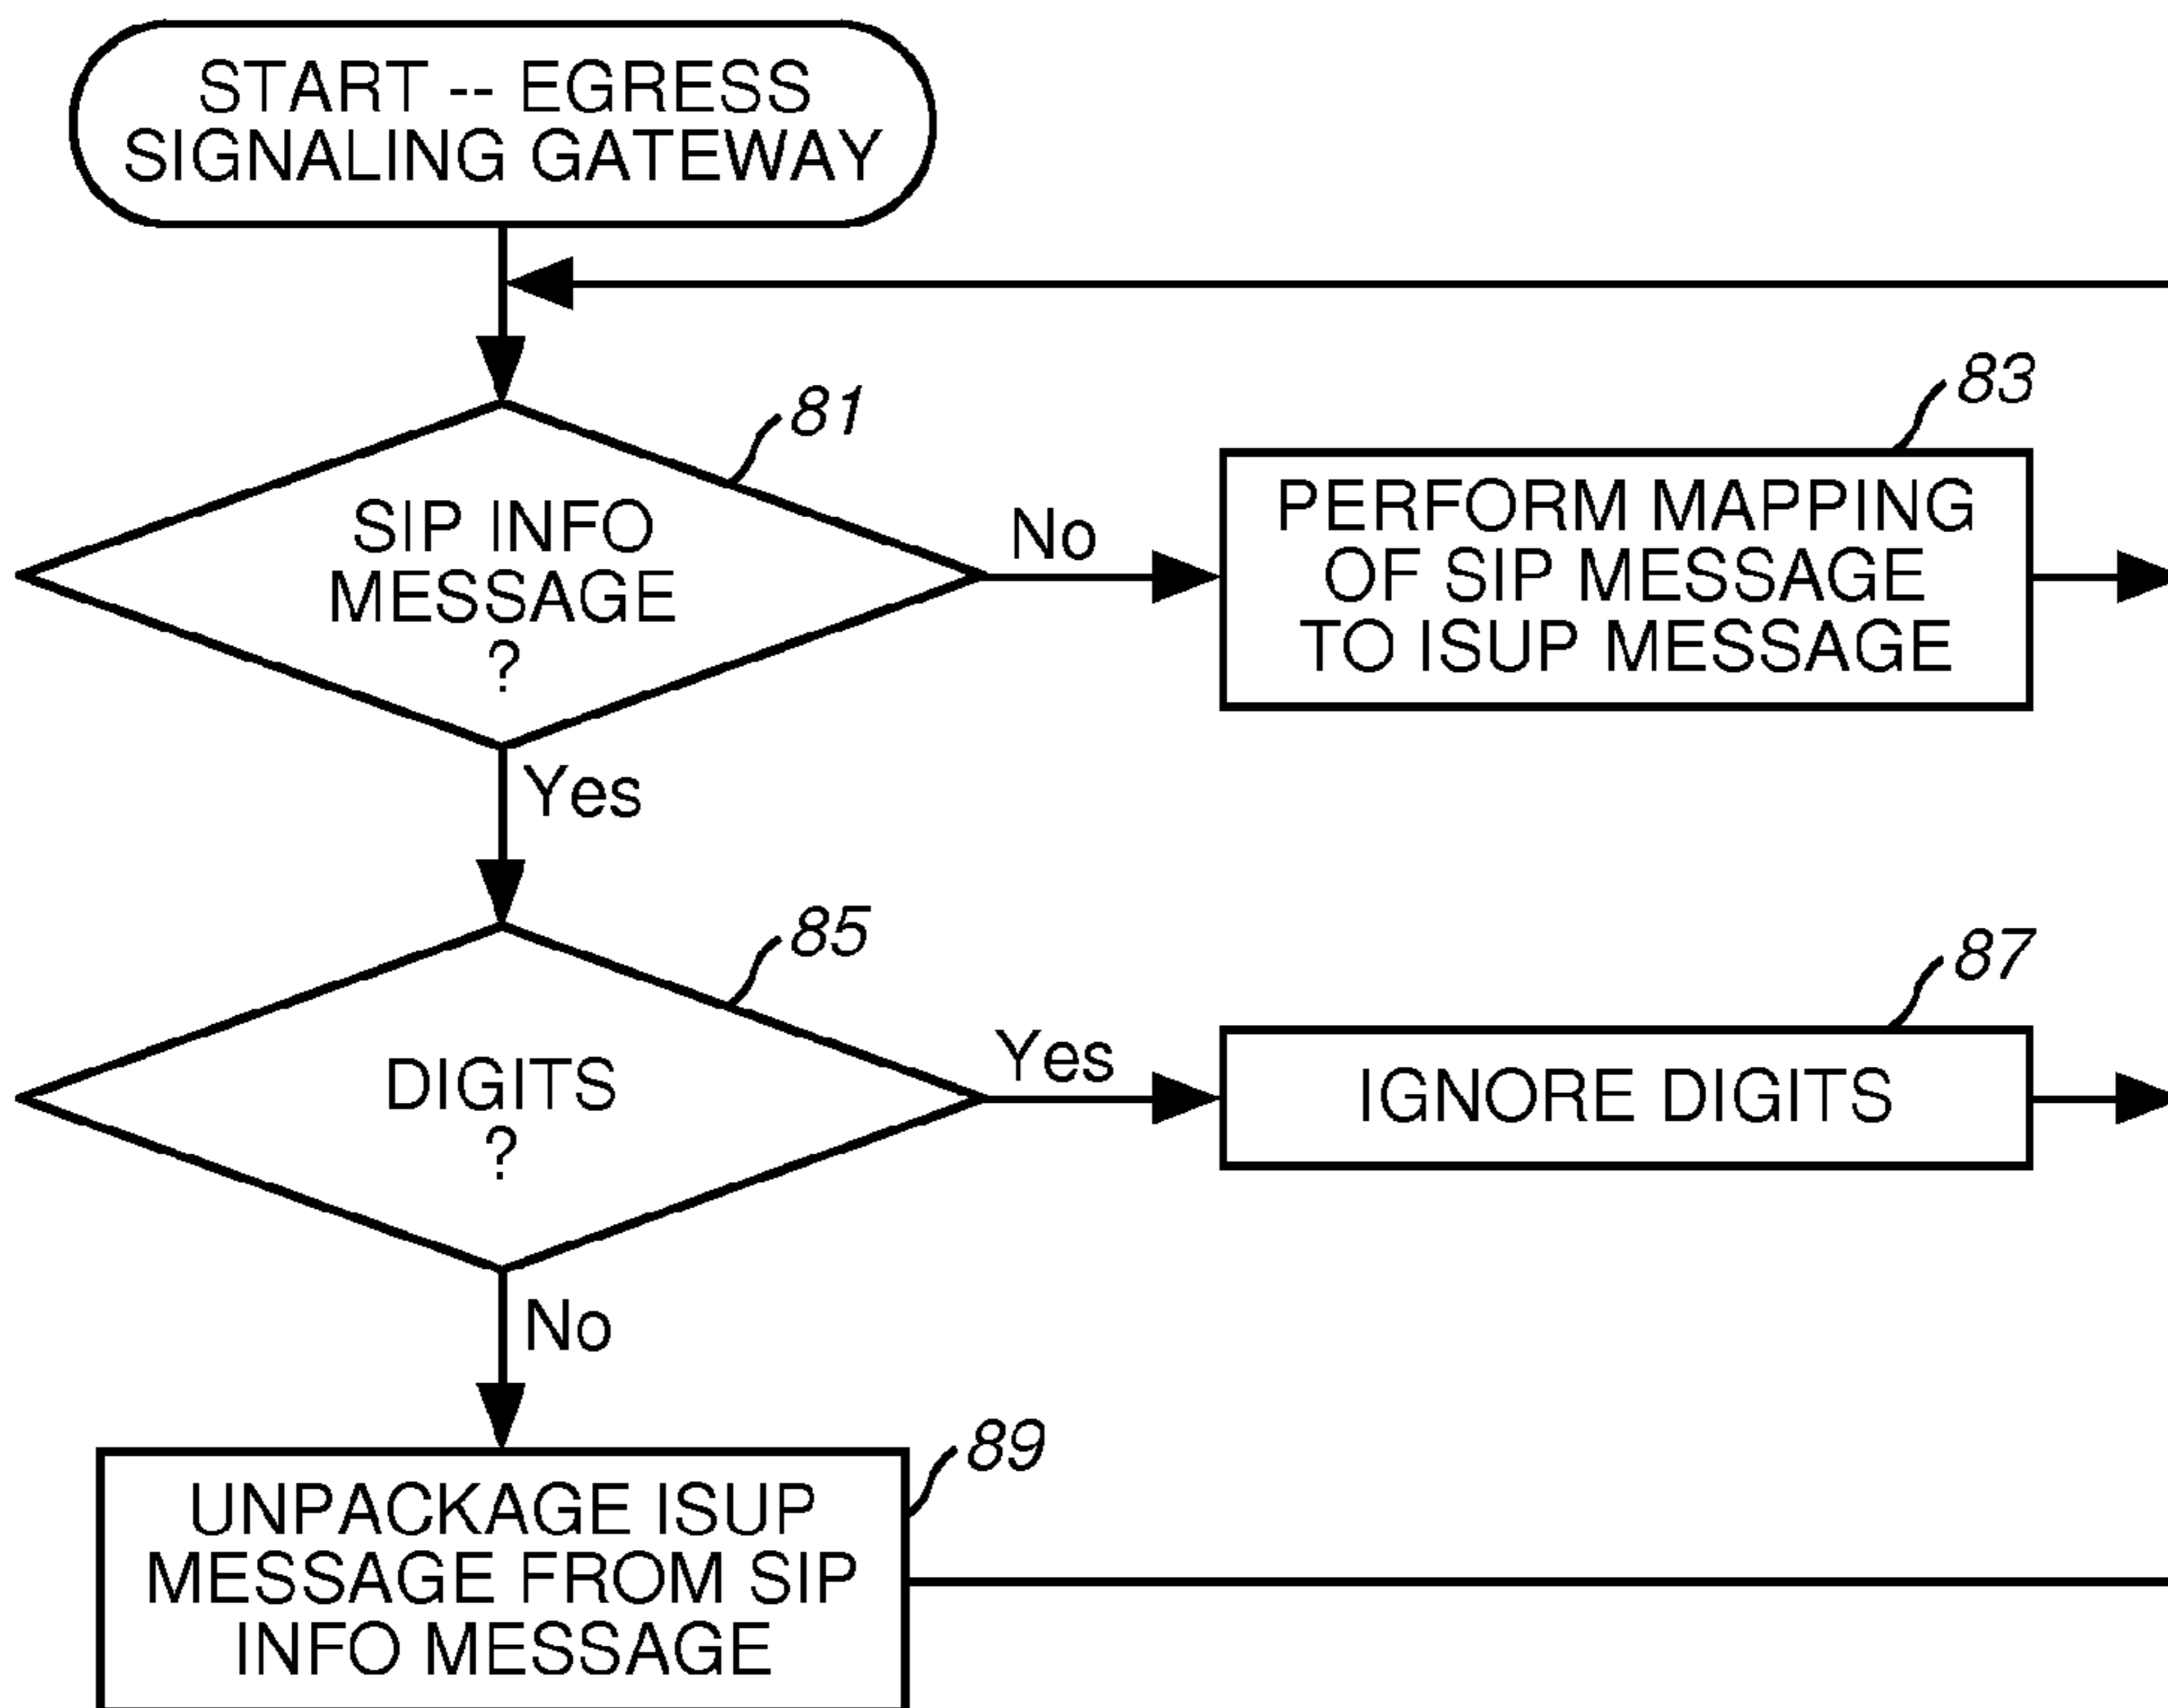 START -- EGRESS
SIGNALING GATEWAY
81
SIP INFO
MESSAGE
?
No
83
PERFORM MAPPING
OF SIP MESSAGE
TO ISUP MESSAGE
Yes
85
DIGITS
?
Yes
87
IGNORE DIGITS
No
89
UNPACKAGE ISUP
MESSAGE FROM SIP
INFO MESSAGE